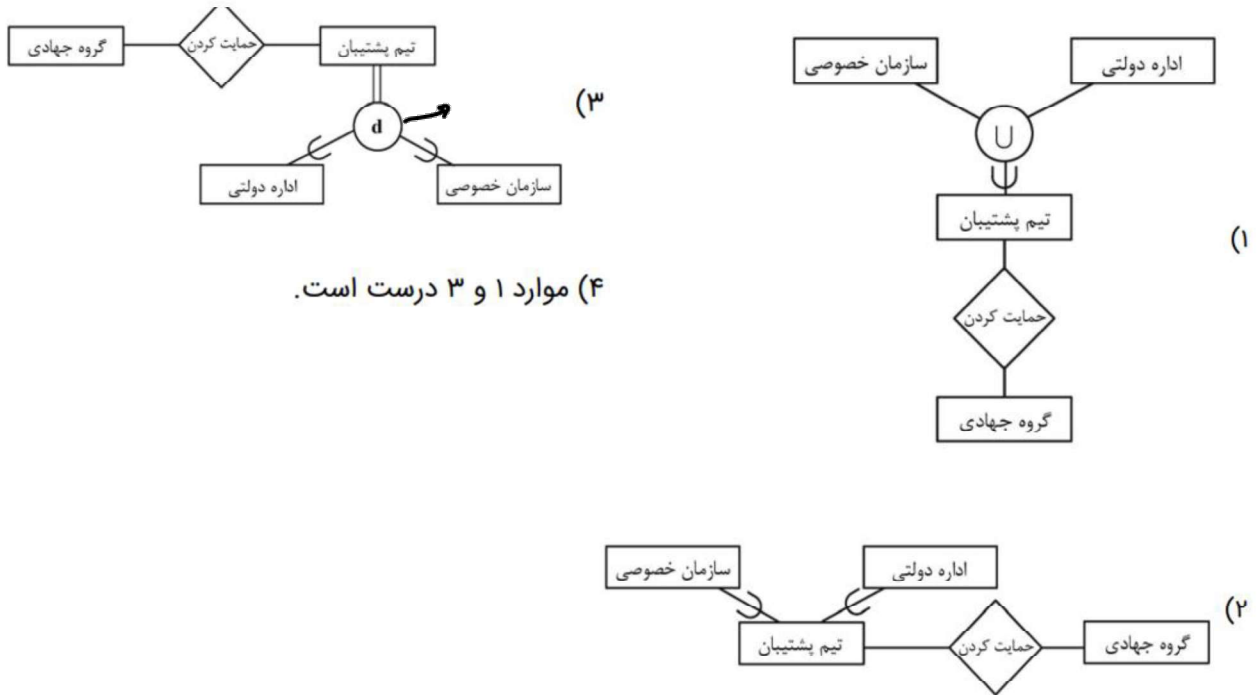 ۱)
سازمان خصوصی
اداره دولتی
U
تیم پشتیبان
حمایت کردن
گروه جهادی
۲)
سازمان خصوصی
اداره دولتی
تیم پشتیبان
حمایت کردن
گروه جهادی
۳)
گروه جهادی
حمایت کردن
تیم پشتیبان
d
اداره دولتی
سازمان خصوصی
۴) موارد ۱ و ۳ درست است.